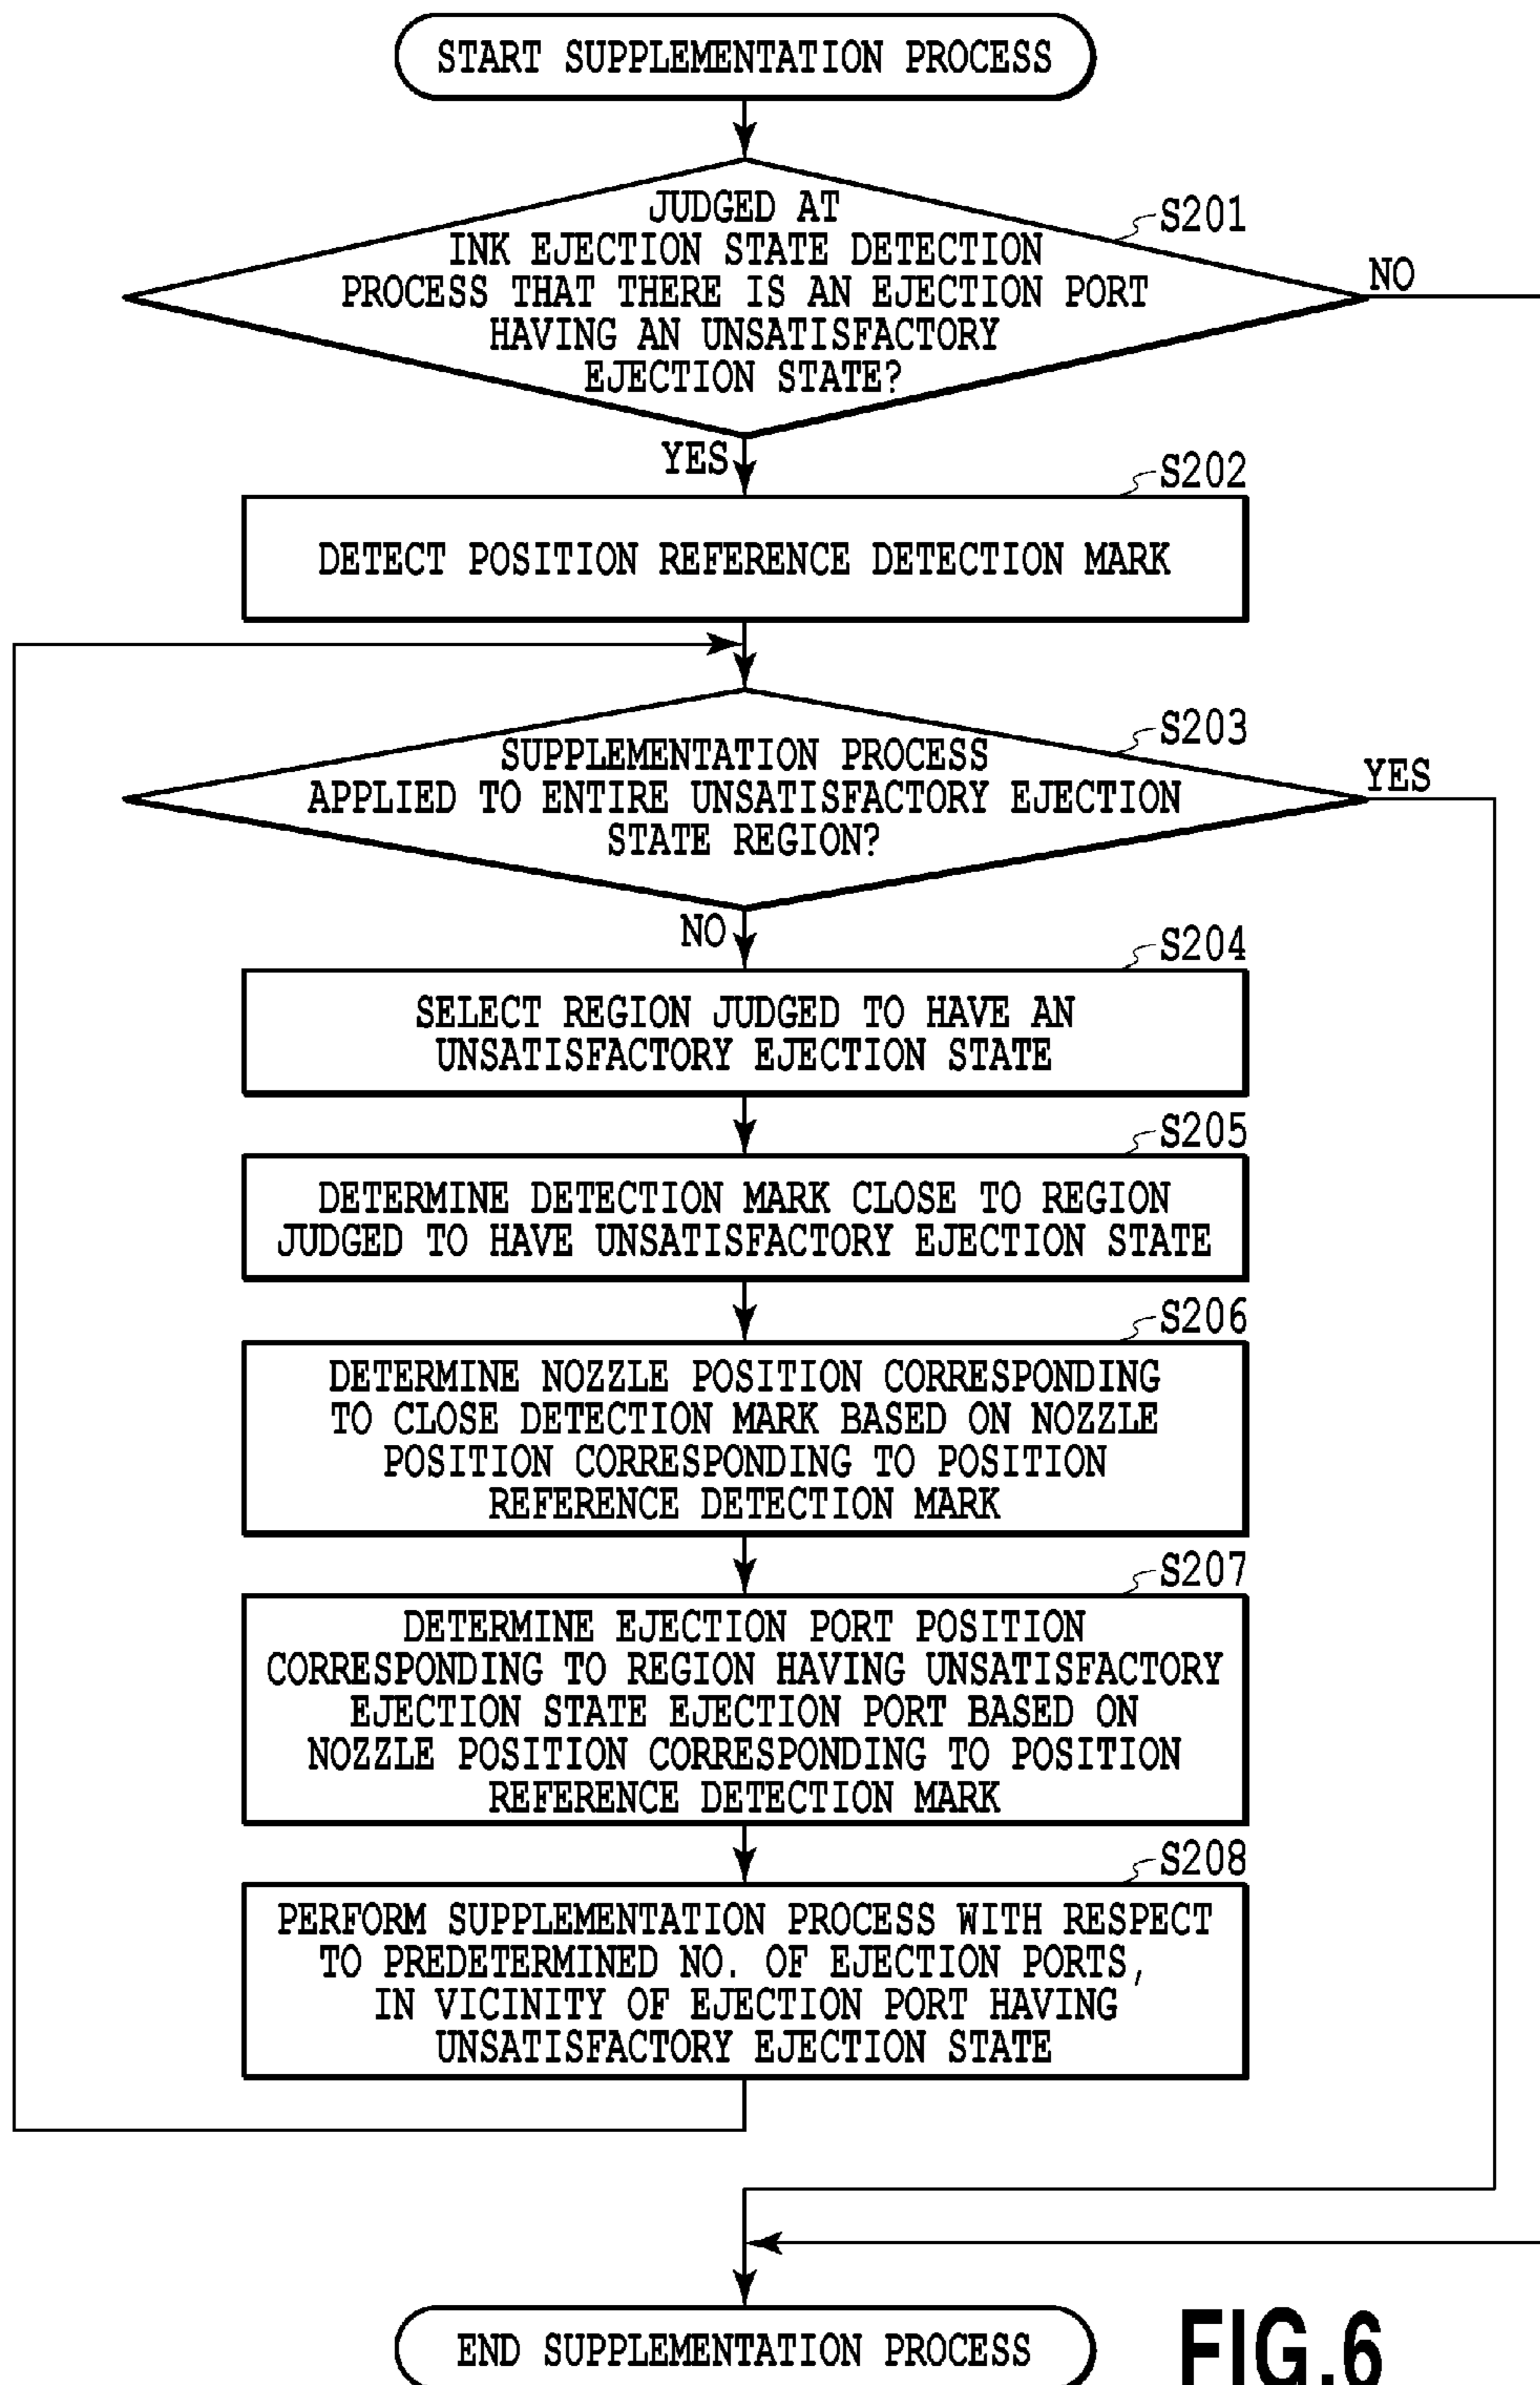 START SUPPLEMENTATION PROCESS
JUDGED AT
INK EJECTION STATE DETECTION
PROCESS THAT THERE IS AN EJECTION PORT
HAVING AN UNSATISFACTORY
EJECTION STATE?
S201
NO
YES
S202
DETECT POSITION REFERENCE DETECTION MARK
S203
SUPPLEMENTATION PROCESS
APPLIED TO ENTIRE UNSATISFACTORY EJECTION
STATE REGION?
YES
NO
S204
SELECT REGION JUDGED TO HAVE AN
UNSATISFACTORY EJECTION STATE
S205
DETERMINE DETECTION MARK CLOSE TO REGION
JUDGED TO HAVE UNSATISFACTORY EJECTION STATE
S206
DETERMINE NOZZLE POSITION CORRESPONDING
TO CLOSE DETECTION MARK BASED ON NOZZLE
POSITION CORRESPONDING TO POSITION
REFERENCE DETECTION MARK
S207
DETERMINE EJECTION PORT POSITION
CORRESPONDING TO REGION HAVING UNSATISFACTORY
EJECTION STATE EJECTION PORT BASED ON
NOZZLE POSITION CORRESPONDING TO POSITION
REFERENCE DETECTION MARK
S208
PERFORM SUPPLEMENTATION PROCESS WITH RESPECT
TO PREDETERMINED NO. OF EJECTION PORTS,
IN VICINITY OF EJECTION PORT HAVING
UNSATISFACTORY EJECTION STATE
END SUPPLEMENTATION PROCESS
FIG.6